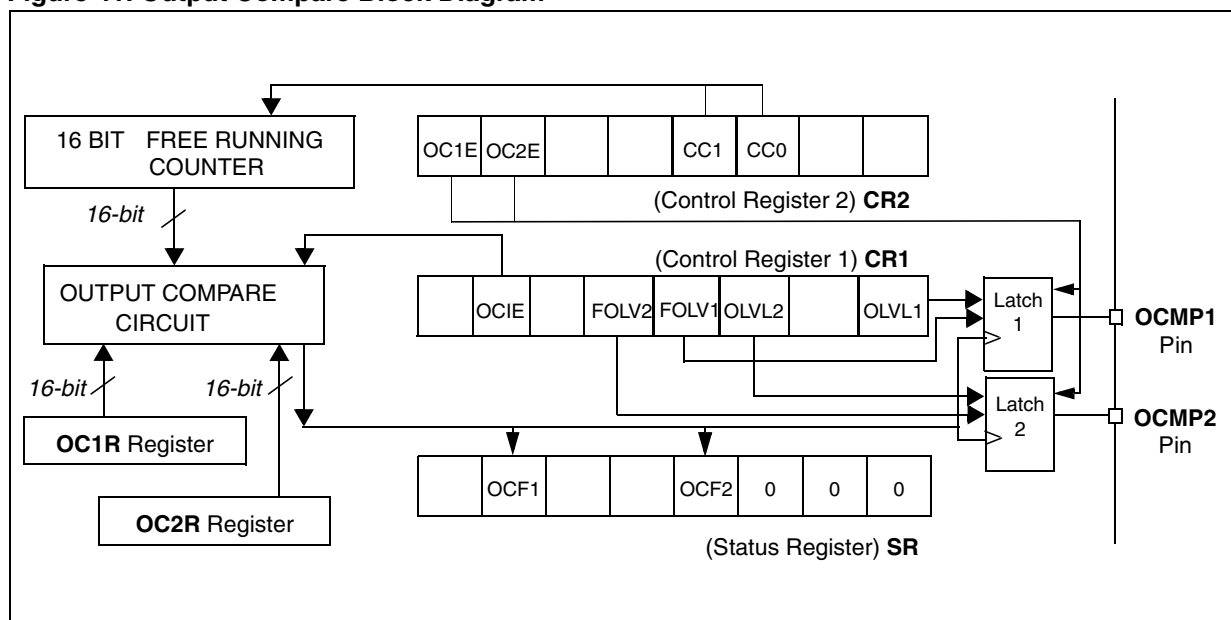 Figure Output Compare Block Diagram
16 BIT FREE RUNNING
COUNTER
OC1E OC2E CC1 CC0
(Control Register 2) CR2
16-bit
(Control Register 1) CR1
OUTPUT COMPARE
CIRCUIT
OCIE FOLV2 FOLV1 OLVL2 OLVL1
Latch
1
OCMP1
Pin
16-bit 16-bit
Latch
2
OCMP2
Pin
OC1R Register
OCF1 OCF2 0 0 0
OC2R Register
(Status Register) SR